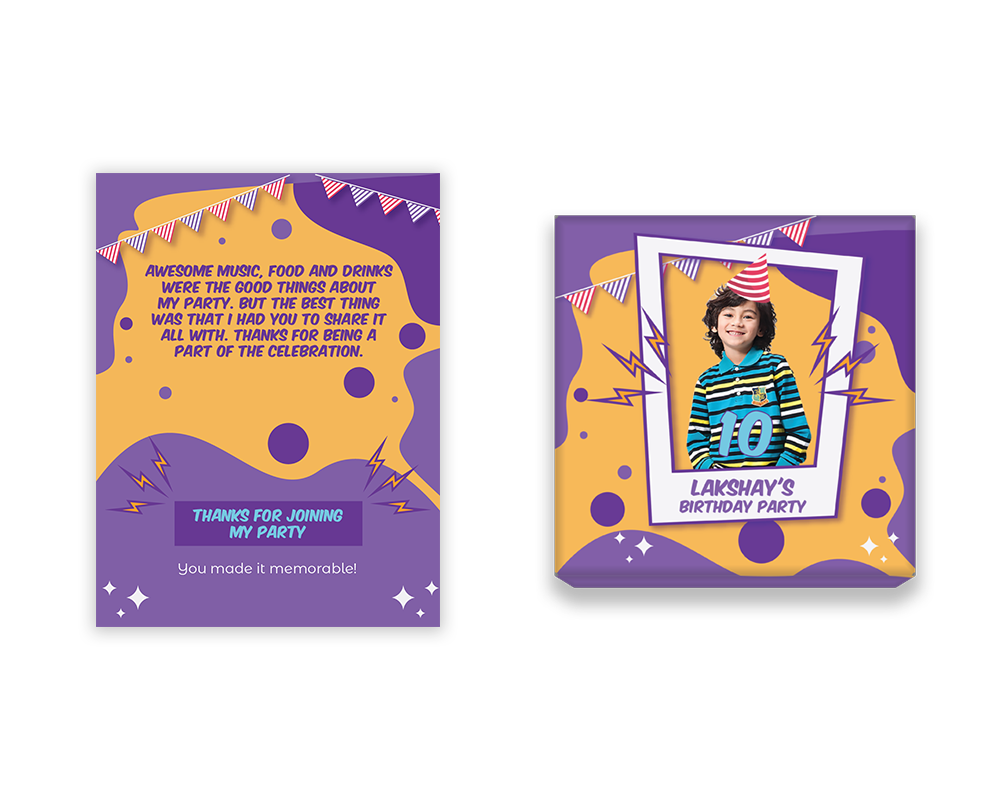 AWESOME MUSIC, FOOD AND DRINKS
WERE THE GOOD THINGS ABOUT
MY PARTY. BUT THE BEST THING
WAS THAT I HAD YOU TO SHARE IT
ALL WITH. THANKS FOR BEING A
PART OF THE CELEBRATION.
THANKS FOR JOINING
MY PARTY
You made it memorable!
10
LAKSHAY'S
BIRTHDAY PARTY